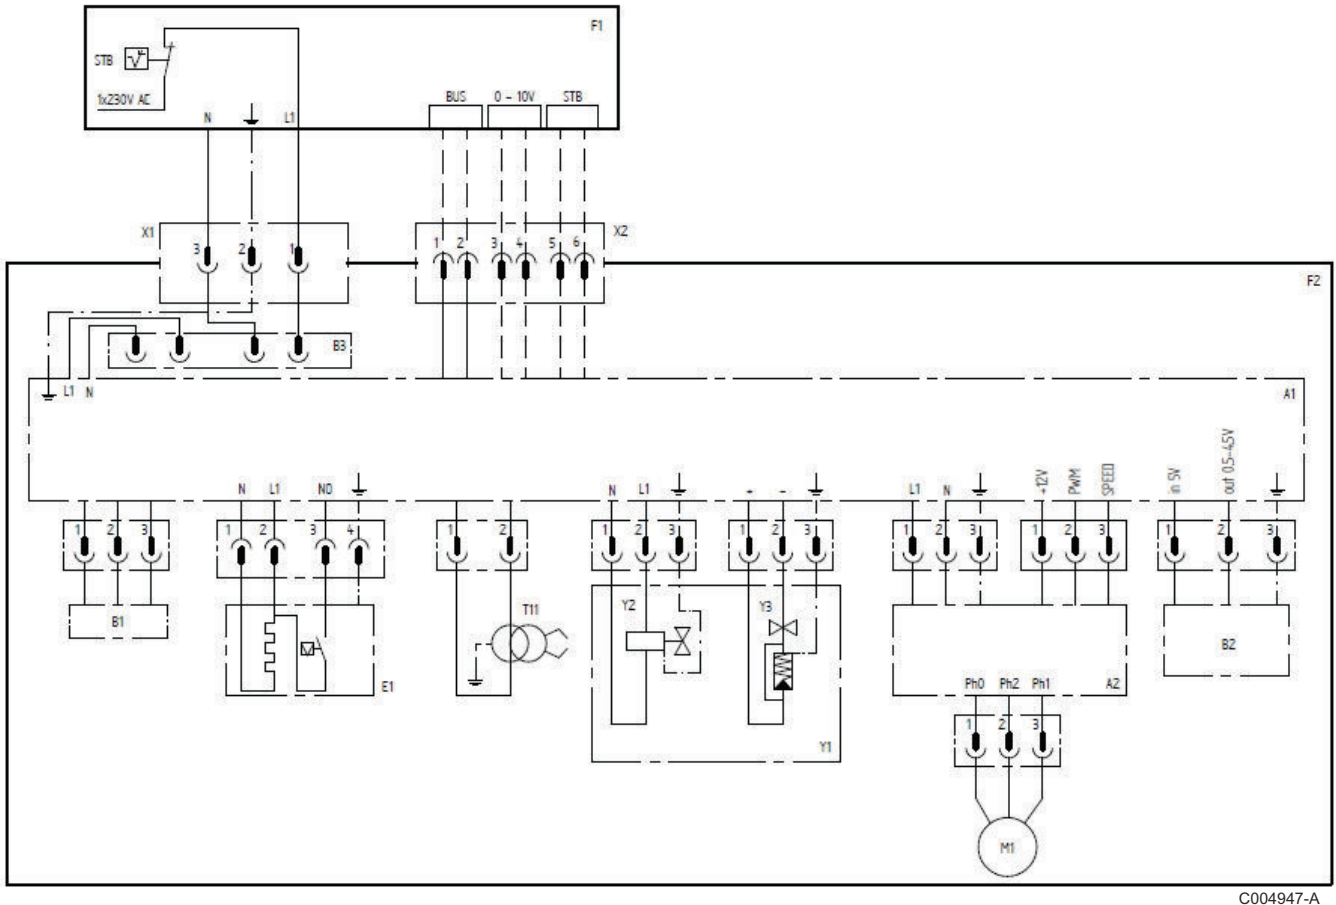 F1
STB
1x230V AC
BUS 0 - 10V STB
N L1
X1 3 2 1
1 2 3 4 5 6 X2
F2
B3
L1 N
A1
N L1 NO
N L1
+ -
L1 N
+12V PWM SPEED
in 5V out 0.5-4.5V
1 2 3
1 2 3 4
1 2
1 2 3
1 2 3
1 2 3
1 2 3
1 2 3
B1
T11
Y2
Y3
B2
E1
Ph0 Ph2 Ph1 A2
1 2 3
Y1
M1
C004947-A